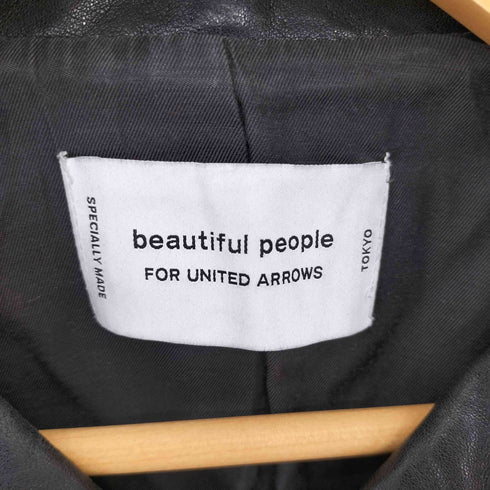 SPECIALLY MADE
beautiful people
FOR UNITED ARROWS
TOKYO